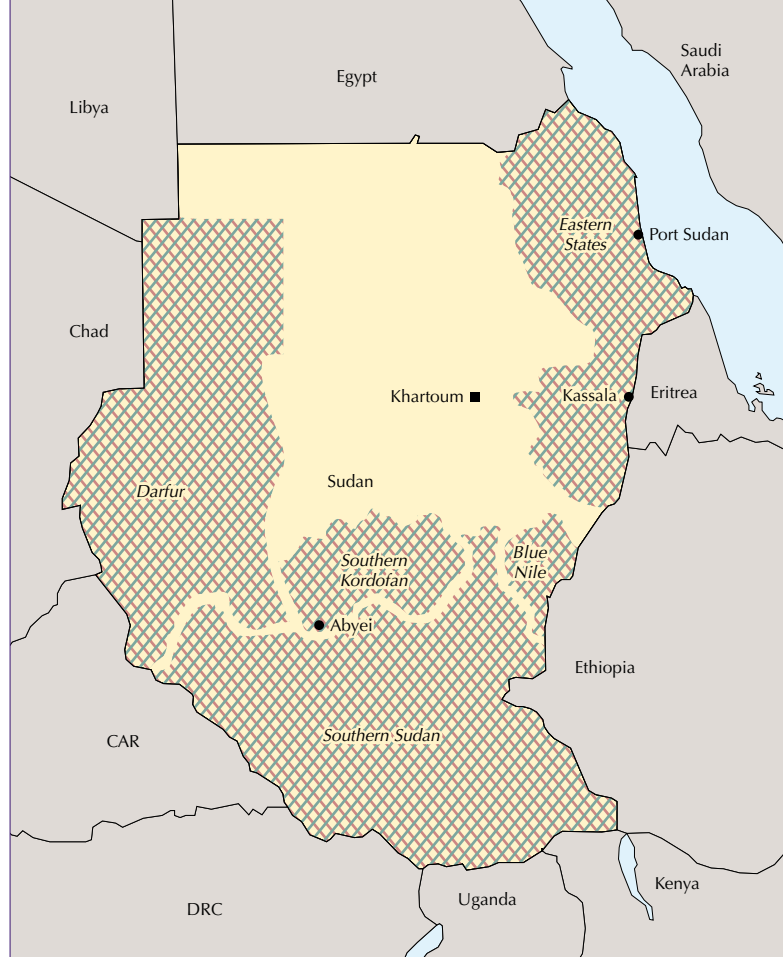 Saudi
Arabia
Egypt
Libya
Eastern
States
Port Sudan
Chad
Khartoum
Kassala
Eritrea
Sudan
Darfur
Southern
Kordofan
Blue
Nile
Abyei
Ethiopia
Southern Sudan
CAR
Kenya
Uganda
DRC